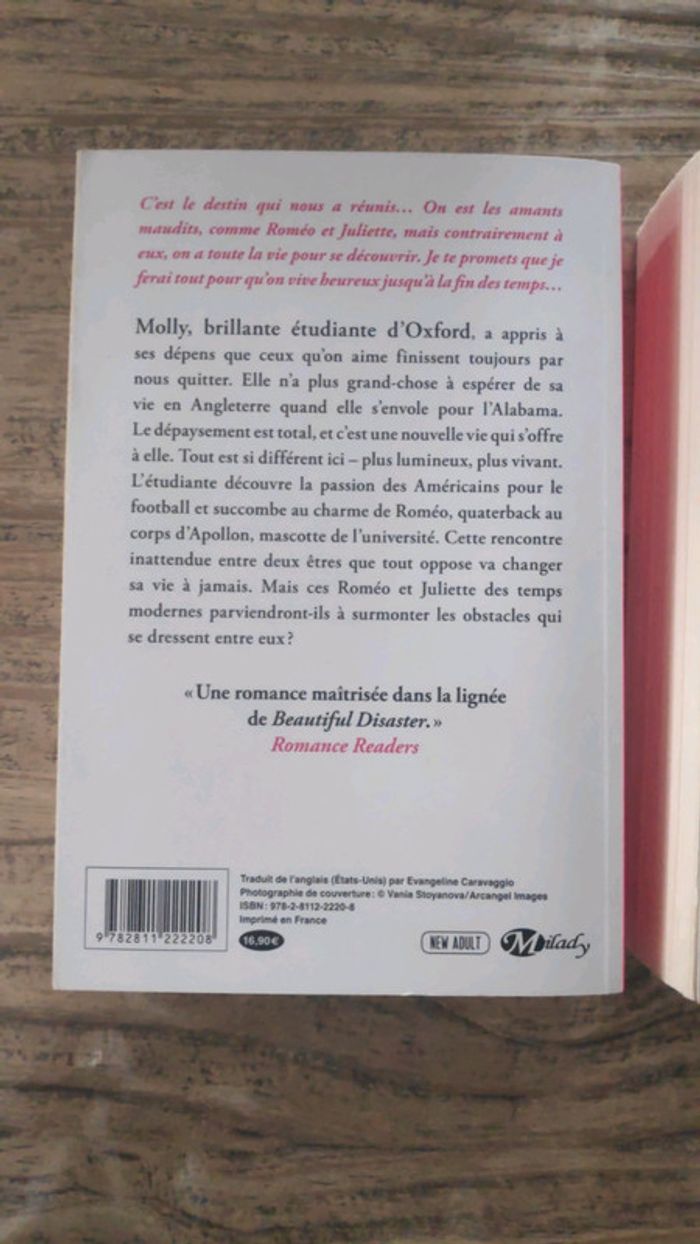 C'est le destin qui nous a réunis... On est les amants
maudits, comme Roméo et Juliette, mais contrairement à
eux, on a toute la vie pour se découvrir. Je te promets que je
ferai tout pour qu'on vive heureux jusqu'à la fin des temps...
Molly, brillante étudiante d'Oxford, a appris à
ses dépens que ceux qu'on aime finissent toujours par
nous quitter. Elle n'a plus grand-chose à espérer de sa
vie en Angleterre quand elle s'envole pour l'Alabama.
Le dépaysement est total, et c'est une nouvelle vie qui s'offre
à elle. Tout est si différent ici – plus lumineux, plus vivant.
L'étudiante découvre la passion des Américains pour le
football et succombe au charme de Roméo, quaterback au
corps d'Apollon, mascotte de l'université. Cette rencontre
inattendue entre deux êtres que tout oppose va changer
sa vie à jamais. Mais ces Roméo et Juliette des temps
modernes parviendront-ils à surmonter les obstacles qui
se dressent entre eux ?
« Une romance maîtrisée dans la lignée
de Beautiful Disaster. »
Romance Readers
Traduit de l'anglais (États-Unis) par Evangeline Caravaggio
Photographie de couverture : © Vania Stoyanova/Arcangel Images
ISBN : 978-2-8112-2220-8
Imprimé en France
9 782811 222208
16,90 €
NEW ADULT
Milady